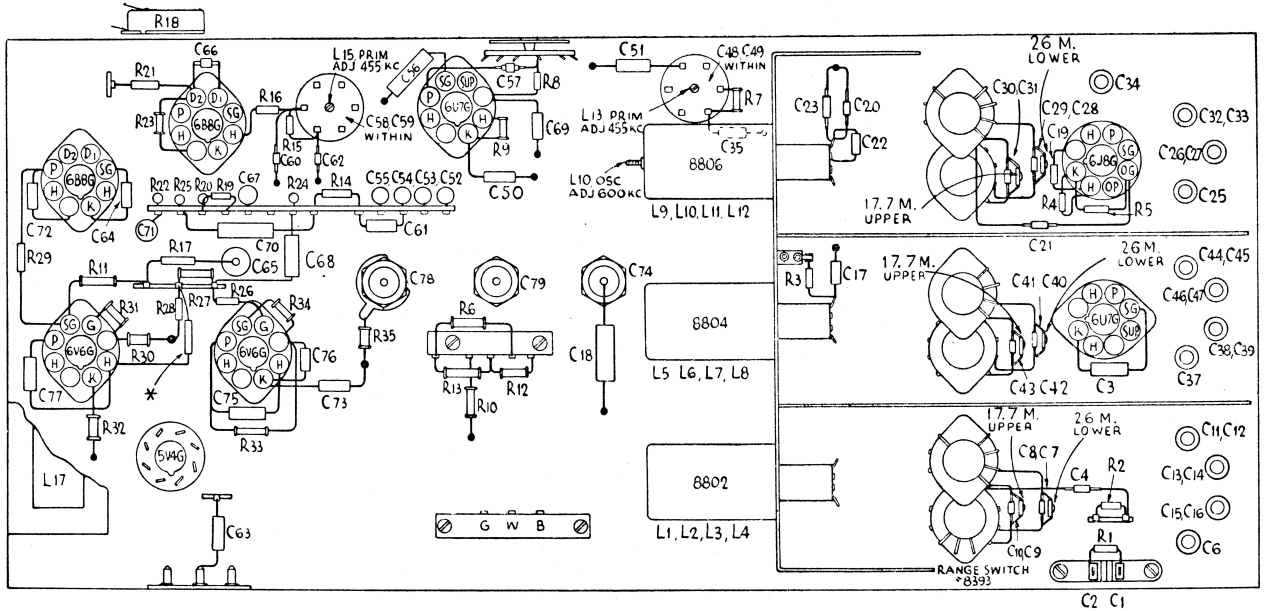 R18
C66
L15, PRIM
ADJ 455 KC
C56
C57
R8
C51
C48, C49
WITHIN
26 M.
LOWER
R21
D2 D1
P SG
6B8G
H H
K
R23
R16
R15
C58 C59
WITHIN
C60
C62
SG SUP
P
6U7G
H H
K
R9
C69
C50
L13 PRIM
ADJ 455 KC
R7
C35
8806
L10, OSC
ADJ 600 KC
L9, L10, L11, L12
C23
C20
C22
C30, C31
C29, C28
C19
C34
C32, C33
C26, C27
C25
H P
SG
6J8G
K OG
H OP
R4
R5
17.7 M.
UPPER
C21
D2 D1
P SG
6B8G
H H
K
C72
C64
R22
R25
R20
R19
C67
R24
R14
C55
C54
C53
C52
C71
C70
C61
R29
R17
C65
C68
R11
R31
R28
R27
R26
R34
C78
C79
C74
R3
C17
17.7 M.
UPPER
C41
C40
26 M.
LOWER
C44, C45
C46, C47
C38, C39
C37
H P
SG
6U7G
K SUP
H
C3
C43
C42
SG G
P
6V6G
H H
K
R30
C77
R32
*
SG G
P
6V6G
H H
K
C76
C75
R33
C73
R35
R6
R13
R12
R10
C18
8804
L5 L6, L7, L8
L17
5V4G
C63
G W B
8802
L1, L2, L3, L4
17.7 M.
UPPER
C8
C7
26 M.
LOWER
C4
R2
C11, C12
C13, C14
C15, C16
C6
C10, C9
R1
RANGE SWITCH
*8393
C2 C1